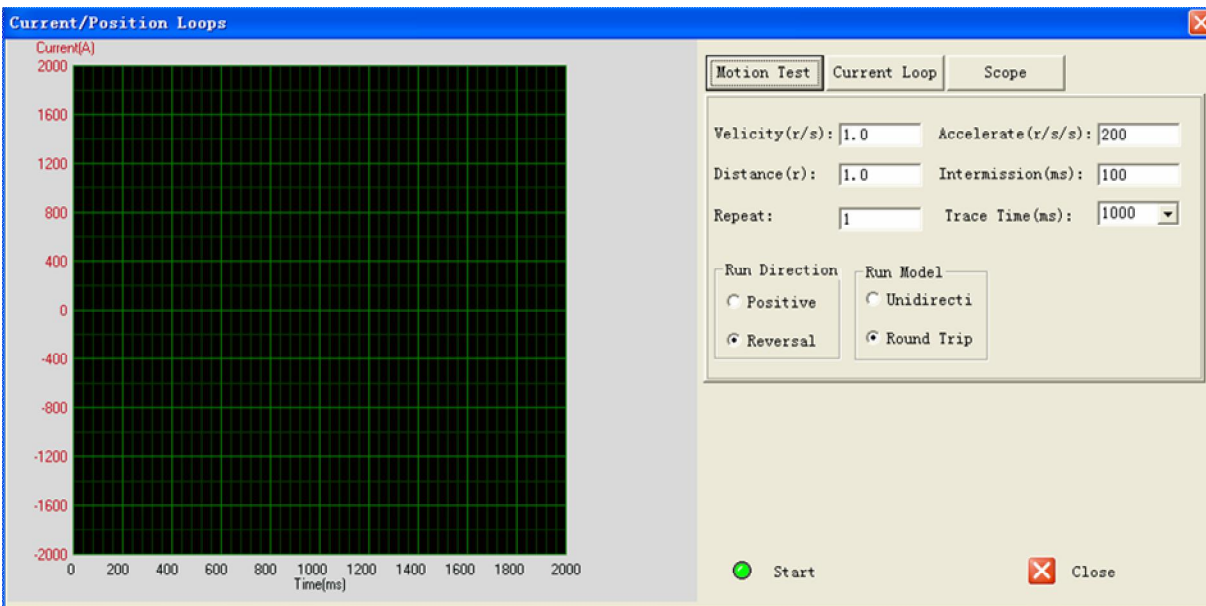 Current/Position Loops
Current(A)
2000
1600
1200
800
400
0
-400
-800
-1200
-1600
-2000
0 200 400 600 800 1000 1200 1400 1600 1800 2000
Time(ms)
Motion Test Current Loop Scope
Velicity(r/s): 1.0 Accelerate(r/s/s): 200
Distance(r): 1.0 Intermission(ms): 100
Repeat: 1 Trace Time(ms): 1000
Run Direction Run Model
Positive Unidirecti
Reversal Round Trip
Start Close